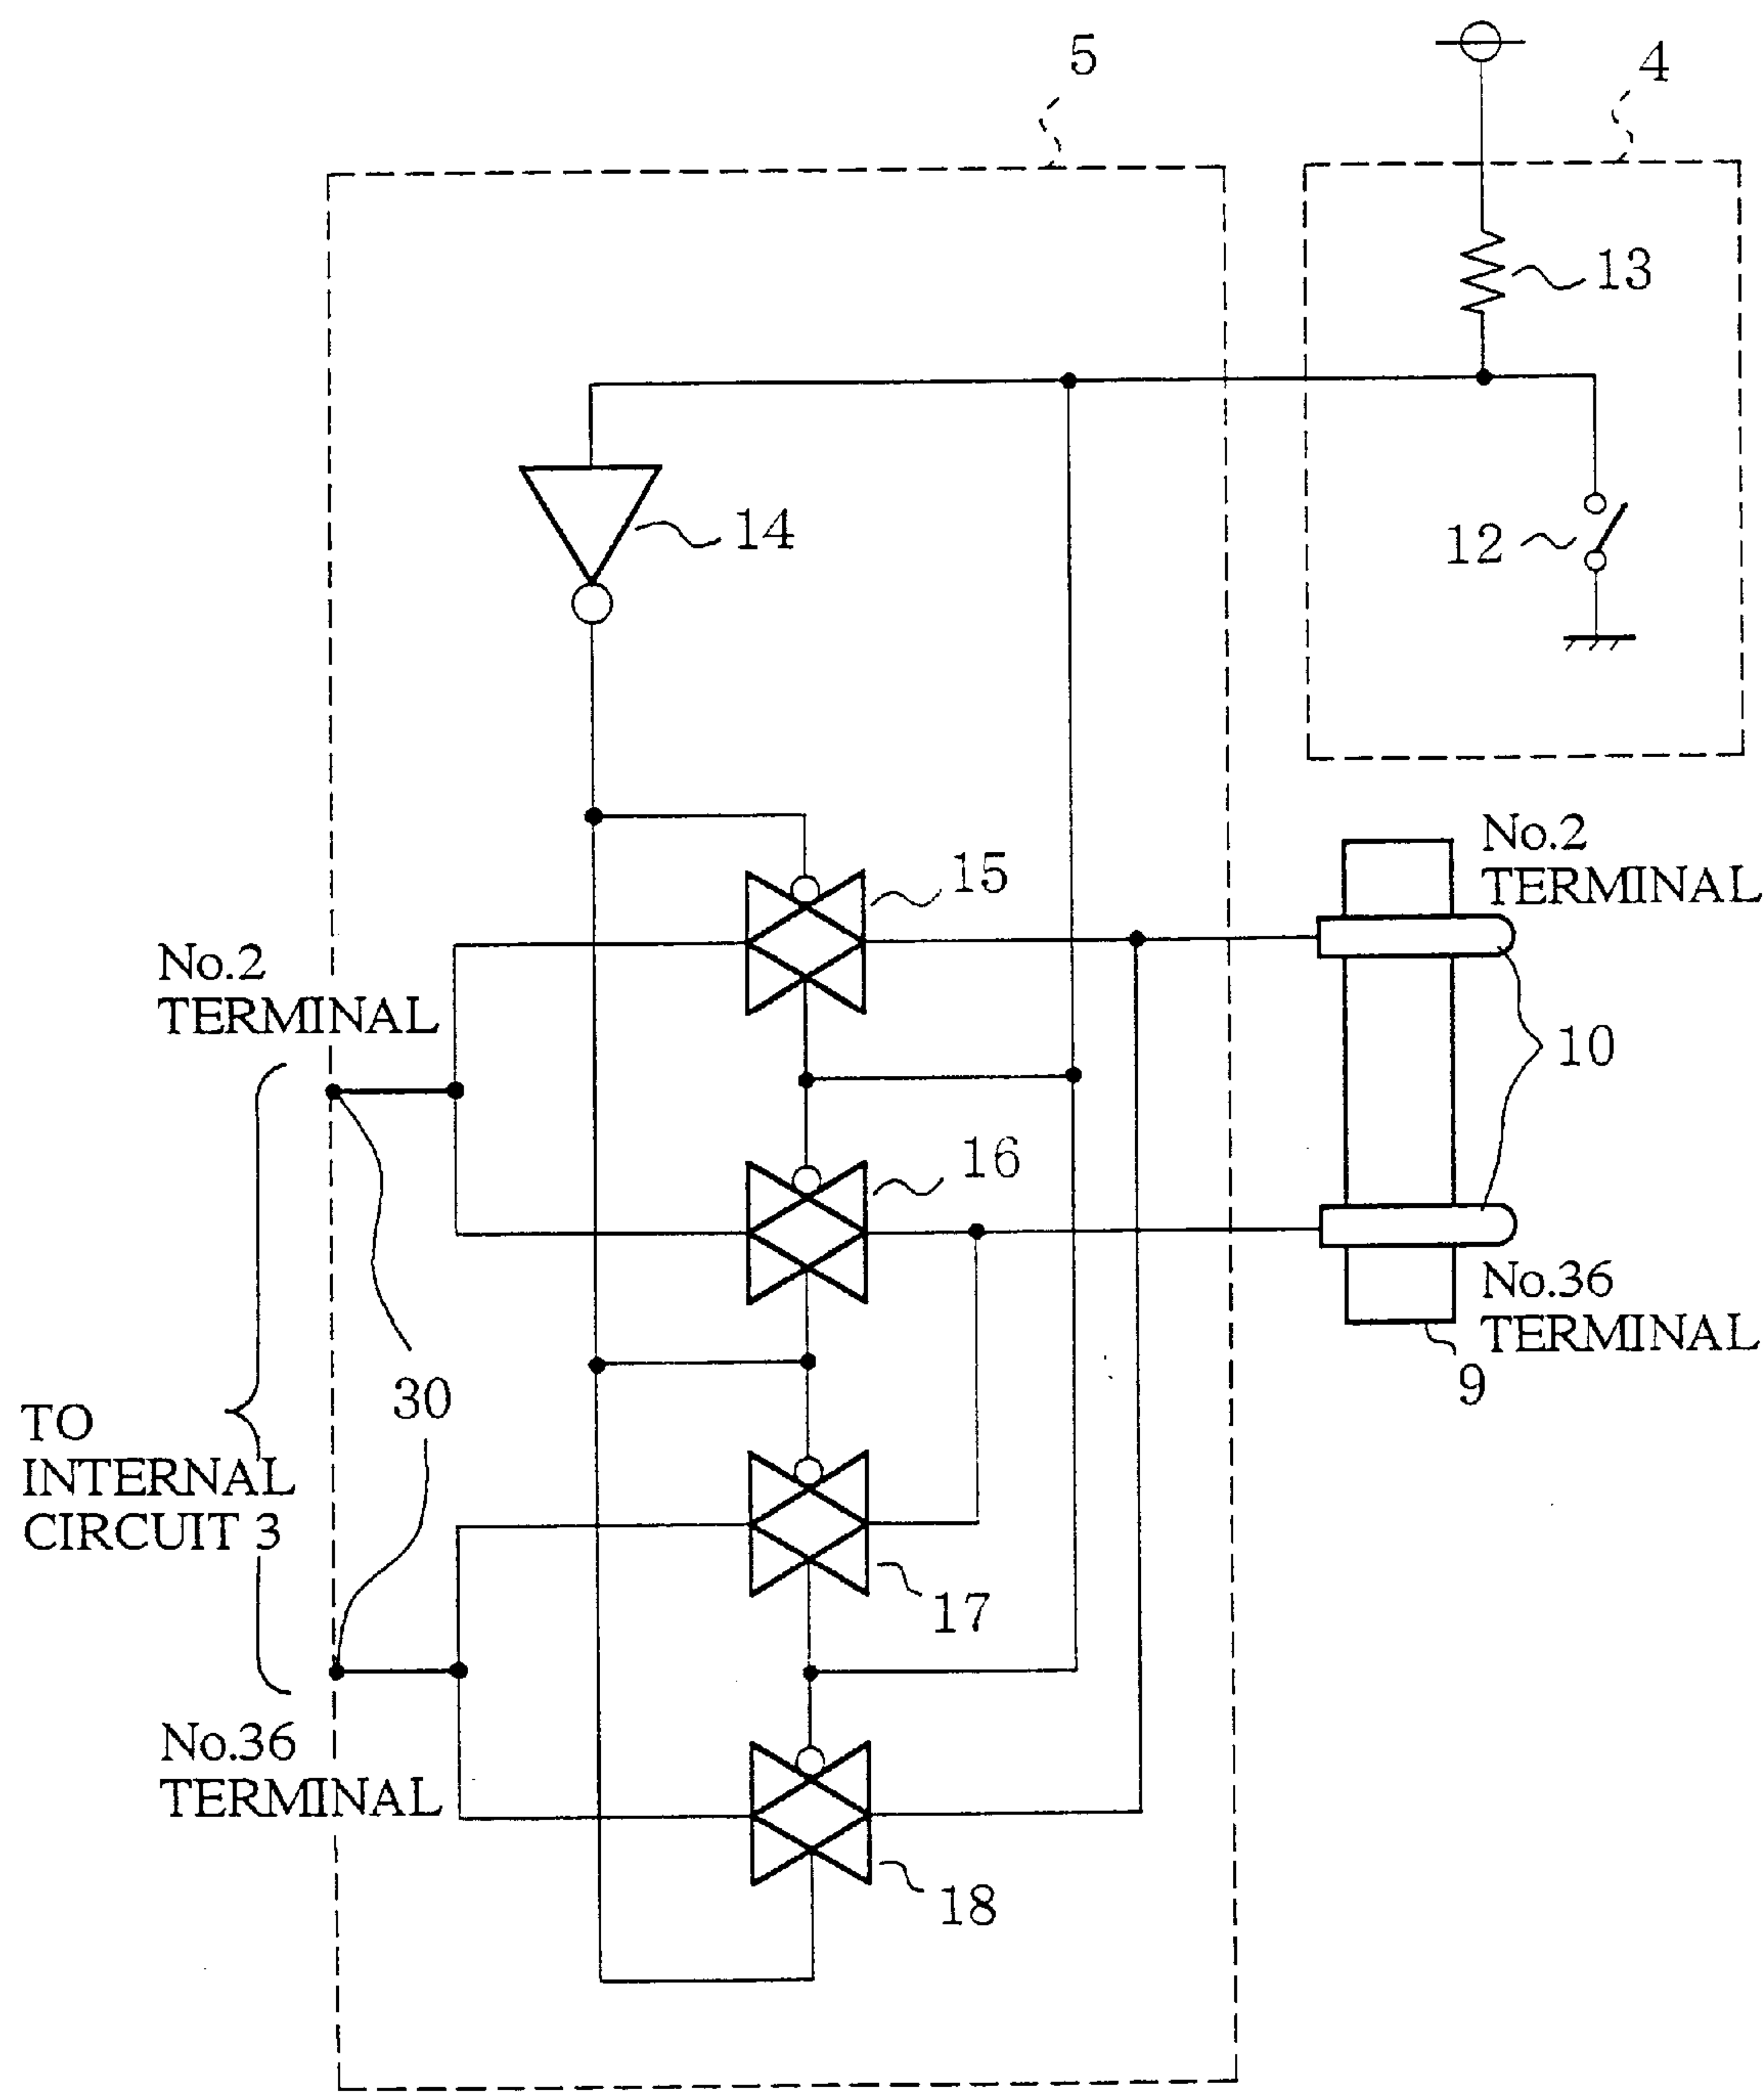 5
4
13
14
12
No.2
TERMINAL
15
No.2
TERMINAL
10
16
No.36
TERMINAL
9
30
TO
INTERNAL
CIRCUIT 3
17
No.36
TERMINAL
18